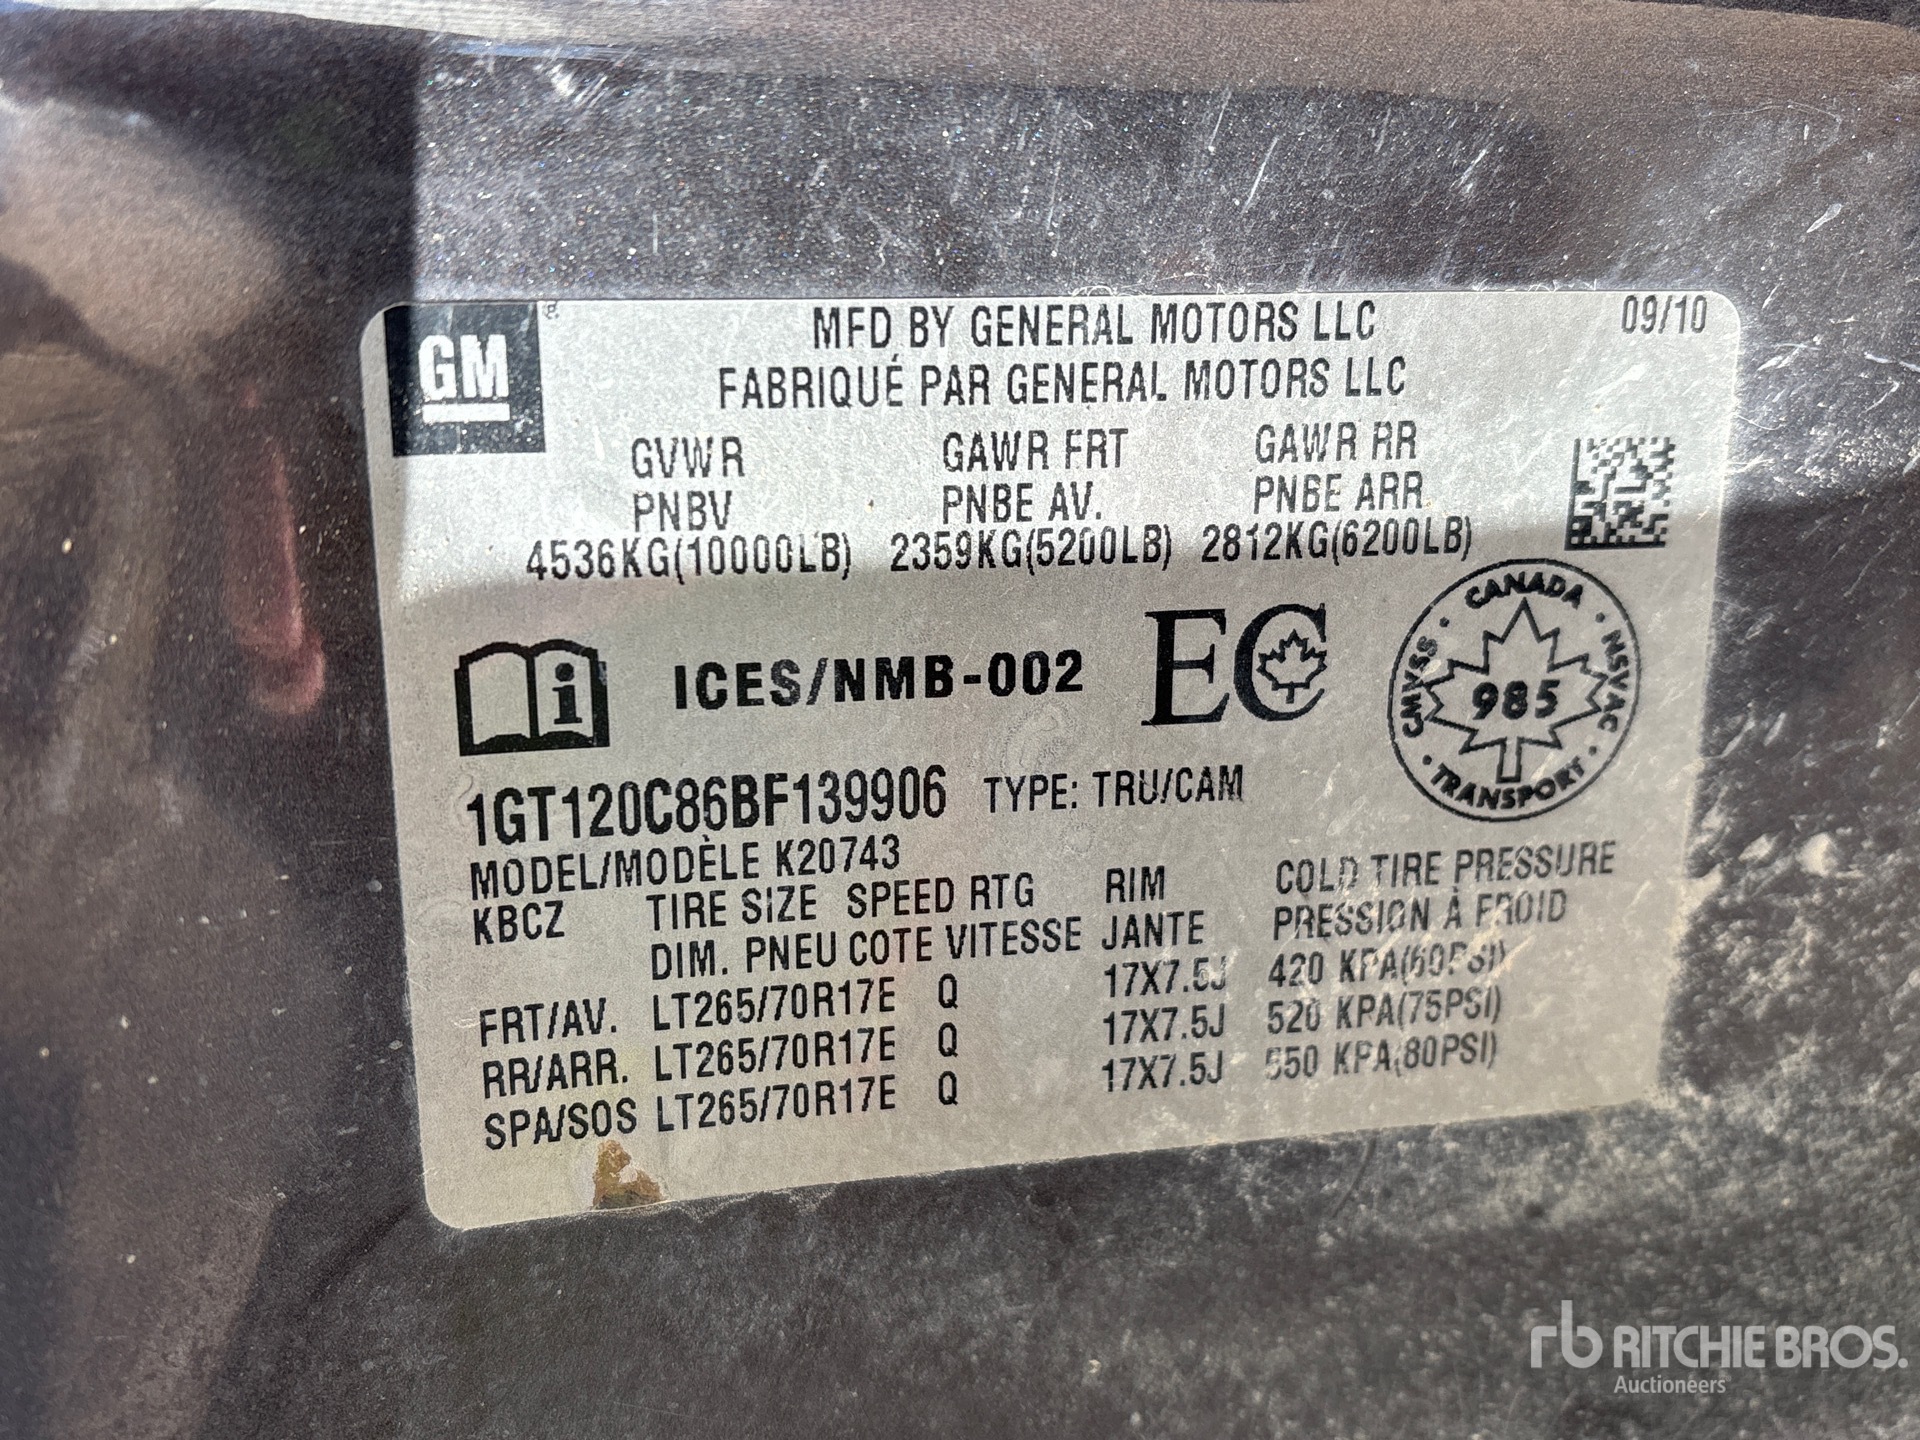 GM
MFD BY GENERAL MOTORS LLC
09/10
FABRIQUÉ PAR GENERAL MOTORS LLC
GVWR GAWR FRT GAWR RR
PNBV PNBE AV. PNBE ARR
4536KG(10000LB) 2359KG(5200LB) 2812KG(6200LB)
i ICES/NMB-002 EC
CANADA
CMVSS · 985 · NSVAC
TRANSPORT
1GT120C86BF139906 TYPE: TRU/CAM
MODEL/MODÈLE K20743
KBCZ TIRE SIZE SPEED RTG RIM COLD TIRE PRESSURE
DIM. PNEU COTE VITESSE JANTE PRESSION À FROID
FRT/AV. LT265/70R17E Q 17X7.5J 420 KPA(60PSI)
RR/ARR. LT265/70R17E Q 17X7.5J 520 KPA(75PSI)
SPA/SOS LT265/70R17E Q 17X7.5J 550 KPA(80PSI)
rb RITCHIE BROS.
Auctioneers